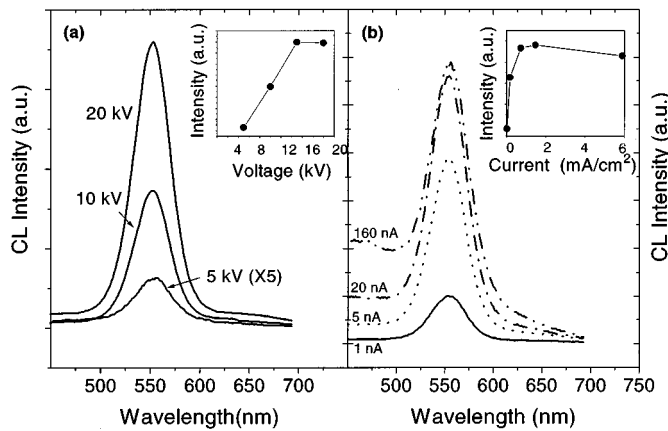 (a)
20 kV
10 kV
5 kV (X5)
CL Intensity (a.u.)
500 550 600 650 700
Wavelength(nm)
Intensity (a.u.)
4 8 12 16 20
Voltage (kV)
(b)
160 nA
20 nA
5 nA
1 nA
500 550 600 650 700 750
Wavelength (nm)
CL Intensity (a.u.)
Intensity (a.u.)
0 2 4 6
Current (mA/cm²)